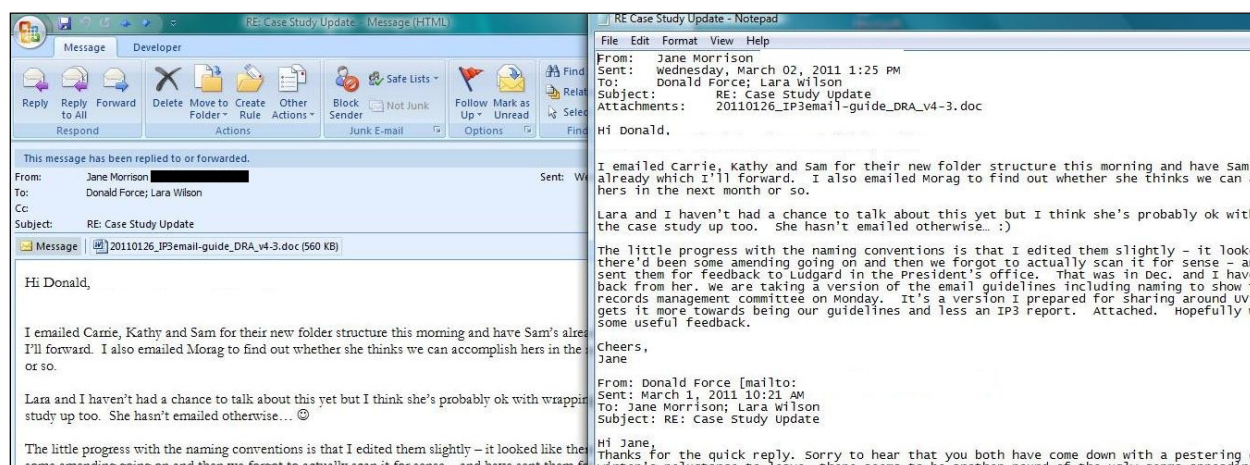 RE: Case Study Update - Message (HTML)
Message Developer
Reply
Reply to All
Forward
Respond
Delete
Move to Folder
Create Rule
Other Actions
Actions
Block Sender
Safe Lists
Not Junk
Junk E-mail
Follow Up
Mark as Unread
Options
Find
This message has been replied to or forwarded.
From: Jane Morrison
Sent:
To: Donald Force; Lara Wilson
Cc:
Subject: RE: Case Study Update
Message 20110126_IP3email-guide_DRA_v4-3.doc (560 KB)
Hi Donald,
I emailed Carrie, Kathy and Sam for their new folder structure this morning and have Sam's
I'll forward. I also emailed Morag to find out whether she thinks we can accomplish hers in the
or so.
Lara and I haven't had a chance to talk about this yet but I think she's probably ok with
study up too. She hasn't emailed otherwise… ☺
The little progress with the naming conventions is that I edited them slightly – it looked like
some amending going on and then we forgot to actually scan it for sense – and have sent them
RE Case Study Update - Notepad
File Edit Format View Help
From: Jane Morrison
Sent: Wednesday, March 02, 2011 1:25 PM
To: Donald Force; Lara Wilson
Subject: RE: Case Study Update
Attachments: 20110126_IP3email-guide_DRA_v4-3.doc
Hi Donald,
I emailed Carrie, Kathy and Sam for their new folder structure this morning and have Sam
already which I'll forward. I also emailed Morag to find out whether she thinks we can
hers in the next month or so.
Lara and I haven't had a chance to talk about this yet but I think she's probably ok
the case study up too. She hasn't emailed otherwise… :)
The little progress with the naming conventions is that I edited them slightly – it
there'd been some amending going on and then we forgot to actually scan it for sense –
sent them for feedback to Ludgard in the President's office. That was in Dec. and I
back from her. We are taking a version of the email guidelines including naming to show
records management committee on Monday. It's a version I prepared for sharing around
gets it more towards being our guidelines and less an IP3 report. Attached. Hopefully
some useful feedback.
Cheers,
Jane
From: Donald Force [mailto:
Sent: March 1, 2011 10:21 AM
To: Jane Morrison; Lara Wilson
Subject: RE: Case Study Update
Hi Jane,
Thanks for the quick reply. Sorry to hear that you both have come down with a pestering